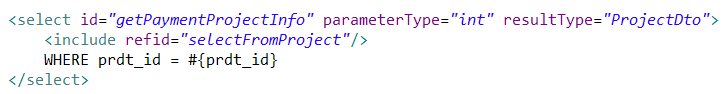 <select id="getPaymentProjectInfo" parameterType="int" resultType="ProjectDto">
<include refid="selectFromProject"/>
WHERE prdt_id = #{prdt_id}
</select>